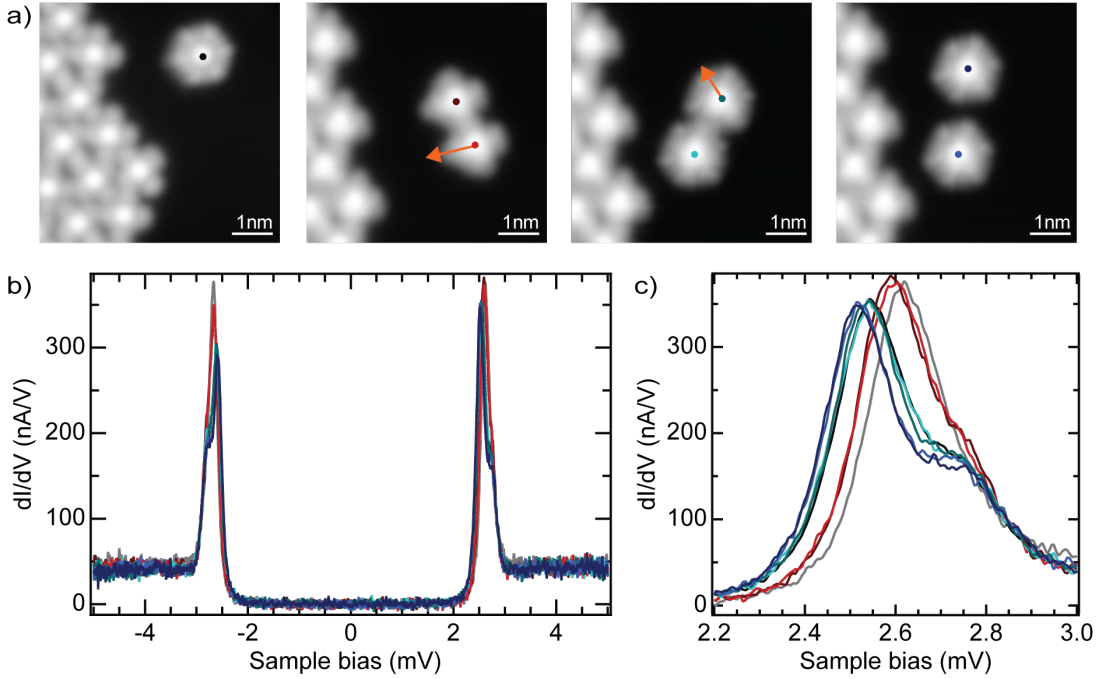 a)
1nm
1nm
1nm
1nm
b)
300
200
100
0
dI/dV (nA/V)
-4
-2
0
2
4
Sample bias (mV)
c)
300
200
100
0
dI/dV (nA/V)
2.2
2.4
2.6
2.8
3.0
Sample bias (mV)